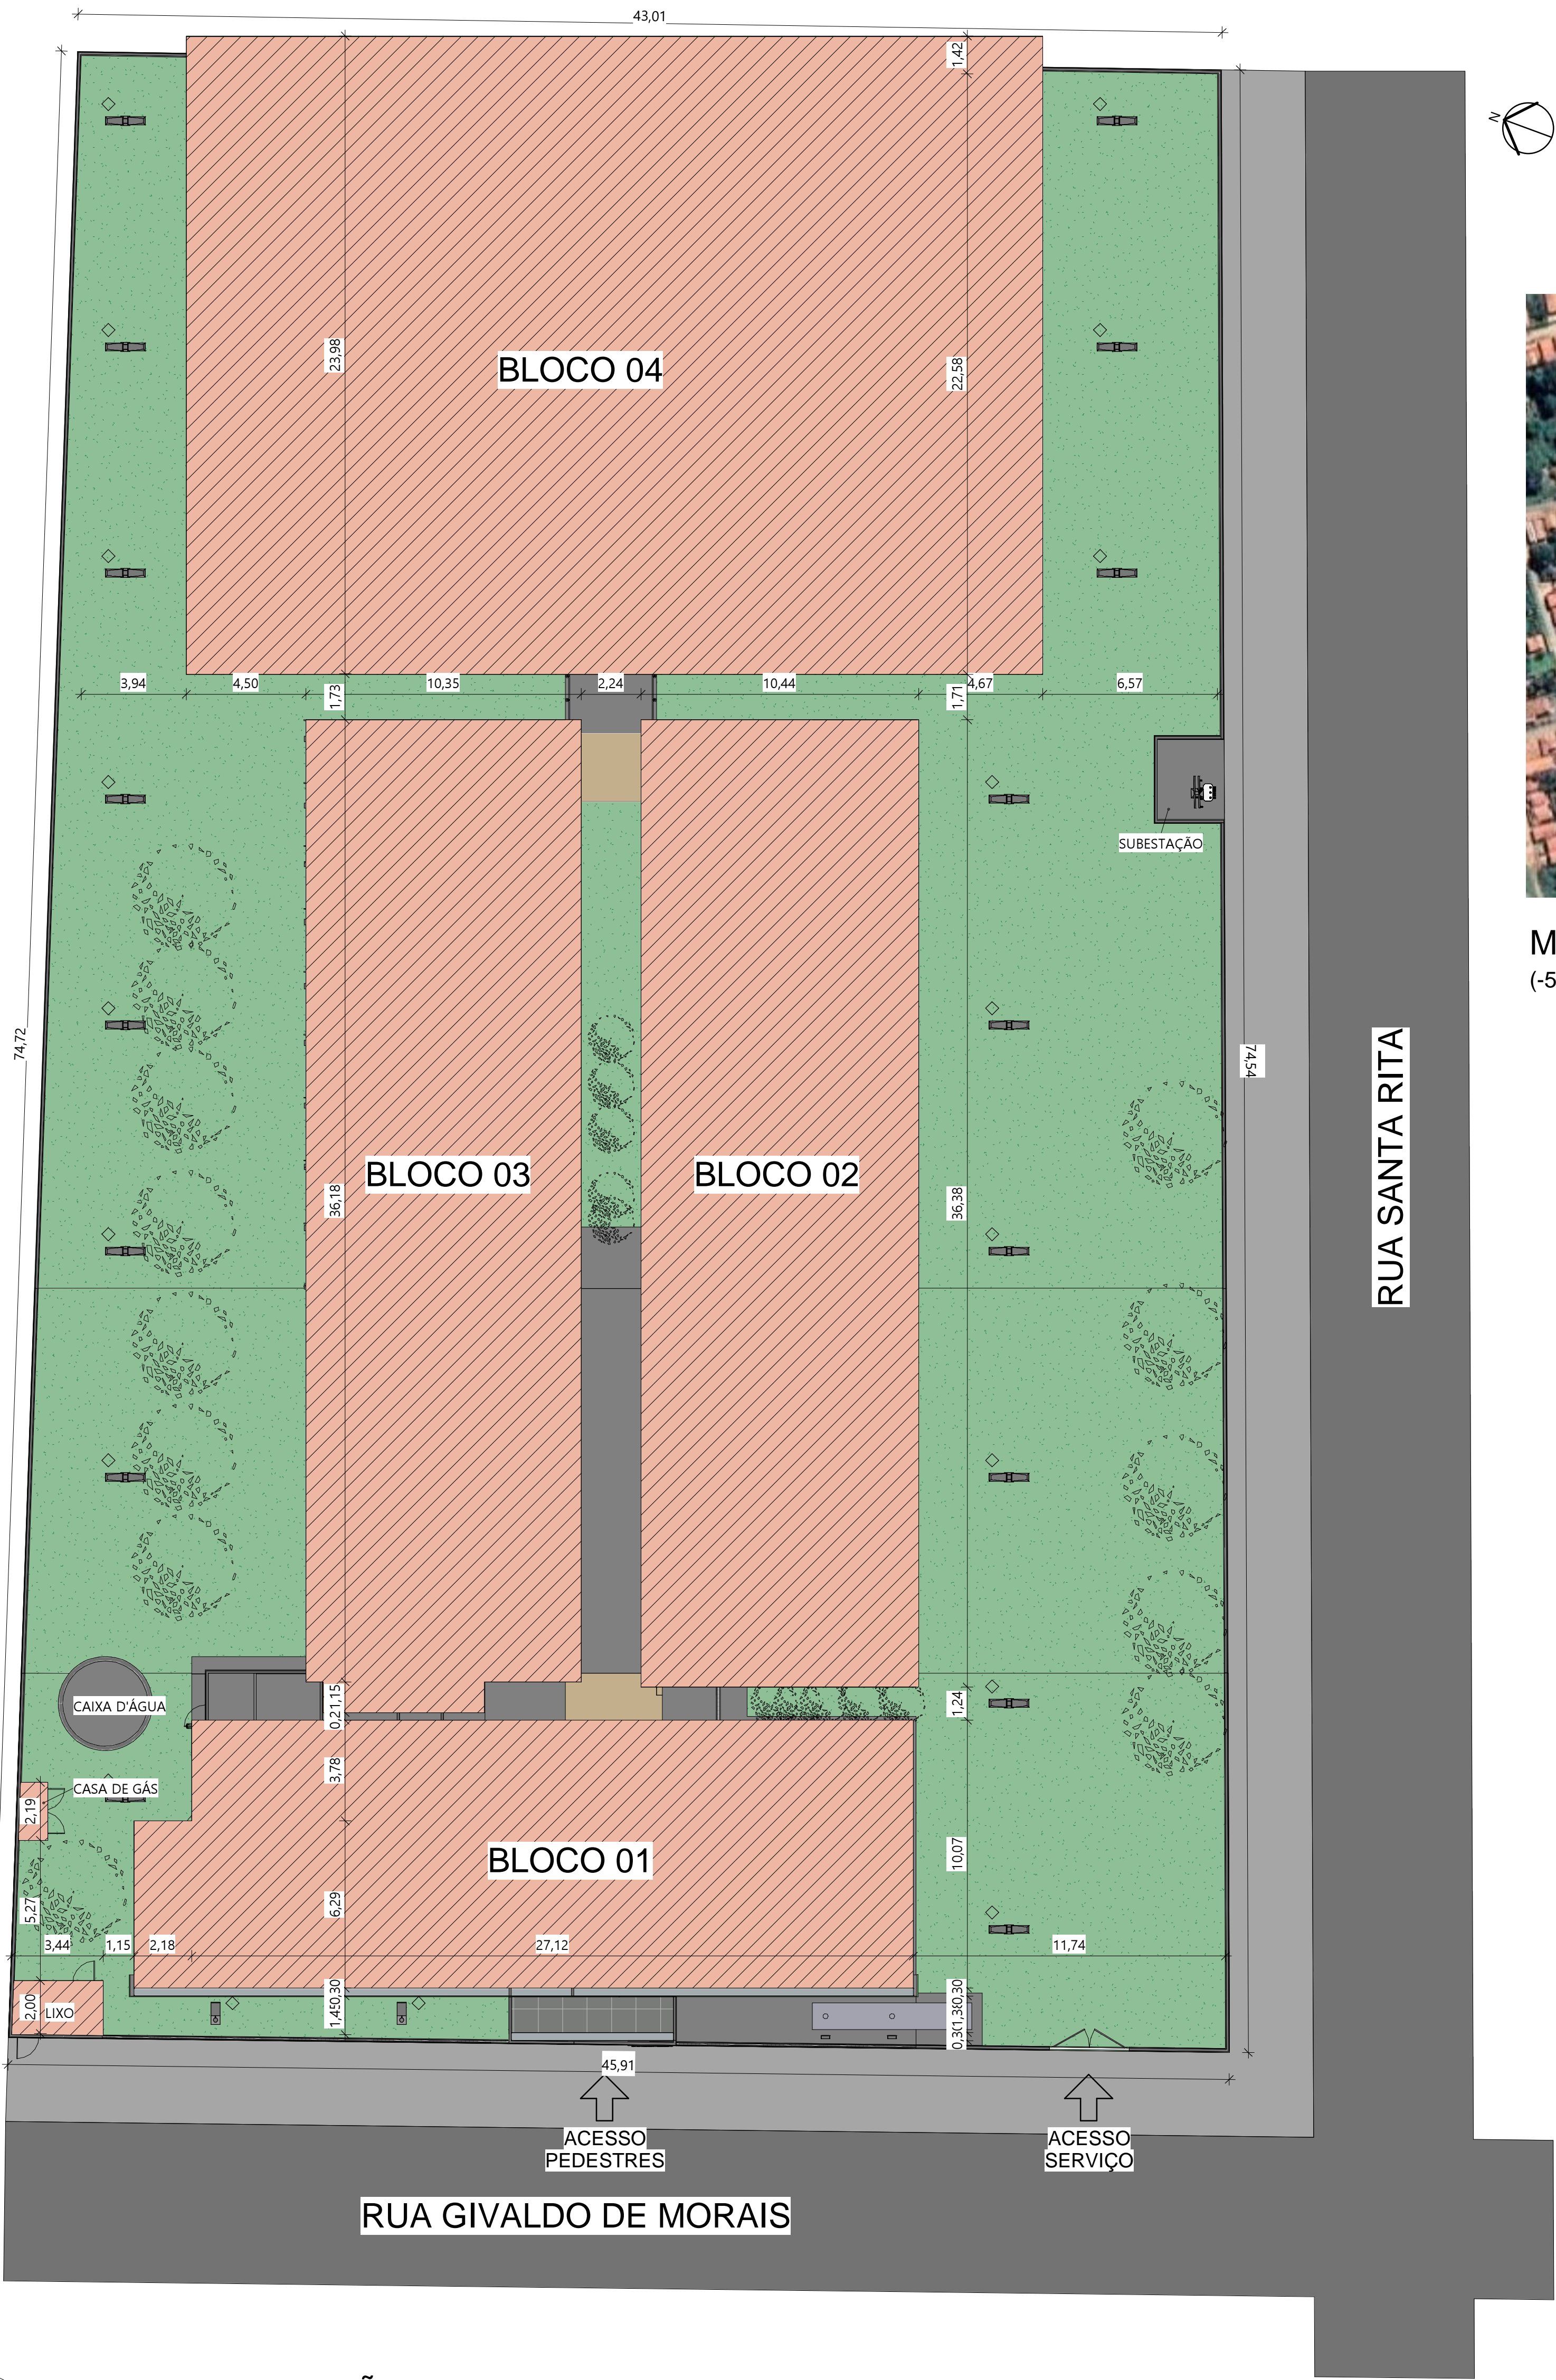 43,01
1,42
N
23,98
BLOCO 04
22,58
3,94
4,50
1,73
10,35
2,24
10,44
1,71
4,67
6,57
SUBESTAÇÃO
M
(-5
74,72
74,54
RUA SANTA RITA
BLOCO 03
BLOCO 02
36,18
36,38
CAIXA D'ÁGUA
1,15
1,24
3,78
CASA DE GÁS
2,19
BLOCO 01
10,07
5,27
6,29
3,44
1,15
2,18
27,12
11,74
2,00
LIXO
0,30
0,30
45,91
ACESSO
PEDESTRES
ACESSO
SERVIÇO
RUA GIVALDO DE MORAIS